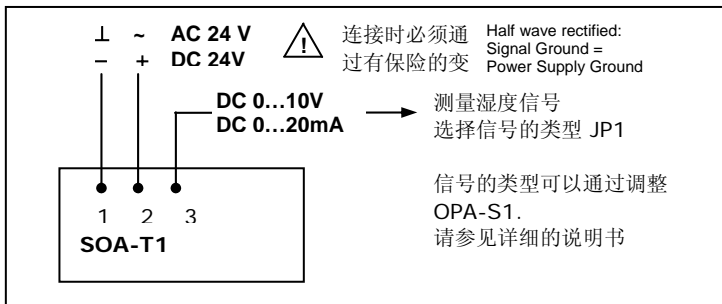 ⊥ ~ AC 24 V
− + DC 24V
连接时必须通
过有保险的变
Half wave rectified:
Signal Ground =
Power Supply Ground
DC 0…10V
DC 0…20mA
测量湿度信号
选择信号的类型 JP1
信号的类型可以通过调整
OPA-S1.
请参见详细的说明书
1 2 3
SOA-T1